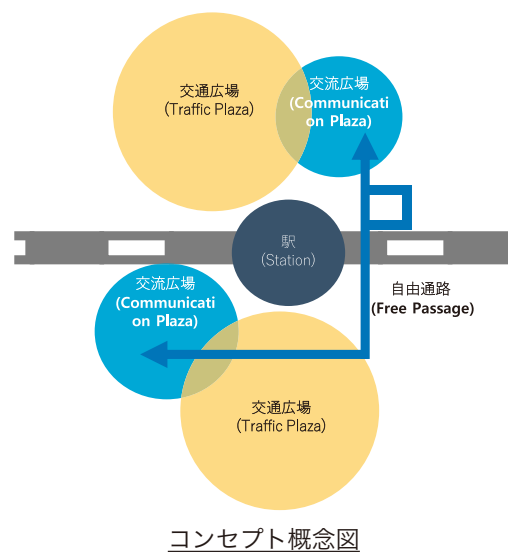 交通広場
(Traffic Plaza)
交流広場
(Communicati
on Plaza)
駅
(Station)
交流広場
(Communicati
on Plaza)
自由通路
(Free Passage)
交通広場
(Traffic Plaza)
コンセプト概念図